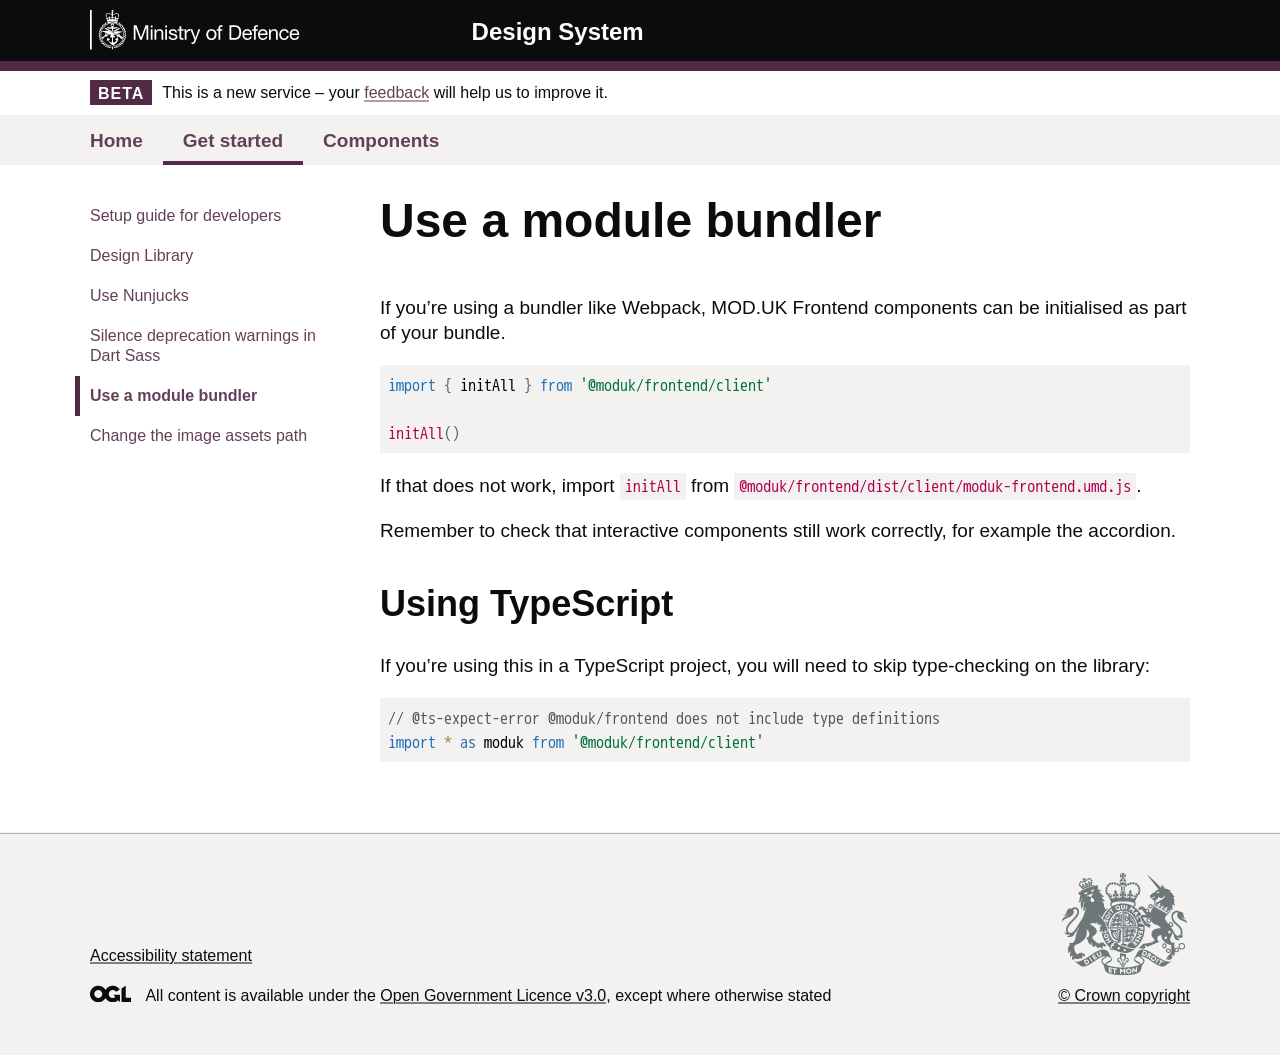 Ministry of Defence
Design System
BETA This is a new service – your feedback will help us to improve it.
Home Get started Components
Setup guide for developers
Design Library
Use Nunjucks
Silence deprecation warnings in
Dart Sass
Use a module bundler
Change the image assets path
Use a module bundler
If you’re using a bundler like Webpack, MOD.UK Frontend components can be initialised as part
of your bundle.
import { initAll } from '@moduk/frontend/client'
initAll()
If that does not work, import initAll from @moduk/frontend/dist/client/moduk-frontend.umd.js.
Remember to check that interactive components still work correctly, for example the accordion.
Using TypeScript
If you’re using this in a TypeScript project, you will need to skip type-checking on the library:
// @ts-expect-error @moduk/frontend does not include type definitions
import * as moduk from '@moduk/frontend/client'
Accessibility statement
OGL All content is available under the Open Government Licence v3.0, except where otherwise stated
© Crown copyright